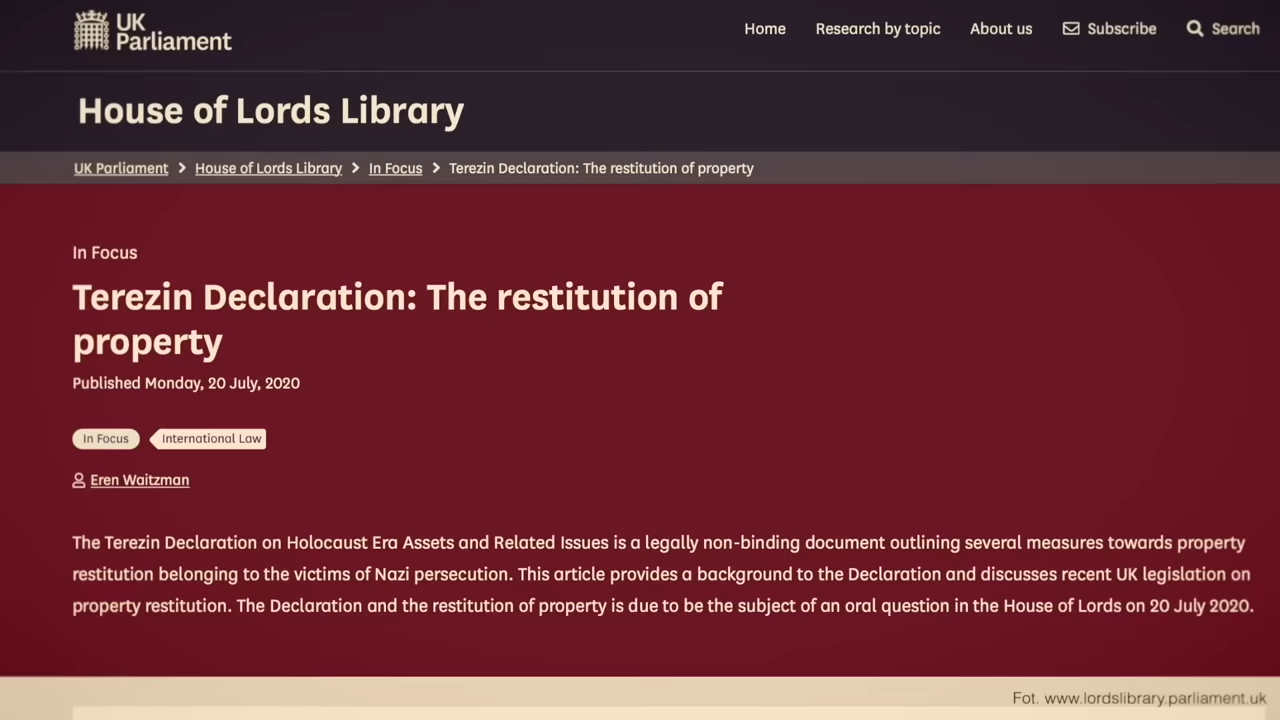 UK
Parliament
Home Research by topic About us Subscribe Search
House of Lords Library
UK Parliament > House of Lords Library > In Focus > Terezin Declaration: The restitution of property
In Focus
Terezin Declaration: The restitution of
property
Published Monday, 20 July, 2020
In Focus International Law
Eren Waitzman
The Terezin Declaration on Holocaust Era Assets and Related Issues is a legally non-binding document outlining several measures towards property
restitution belonging to the victims of Nazi persecution. This article provides a background to the Declaration and discusses recent UK legislation on
property restitution. The Declaration and the restitution of property is due to be the subject of an oral question in the House of Lords on 20 July 2020.
Fot. www.lordslibrary.parliament.uk